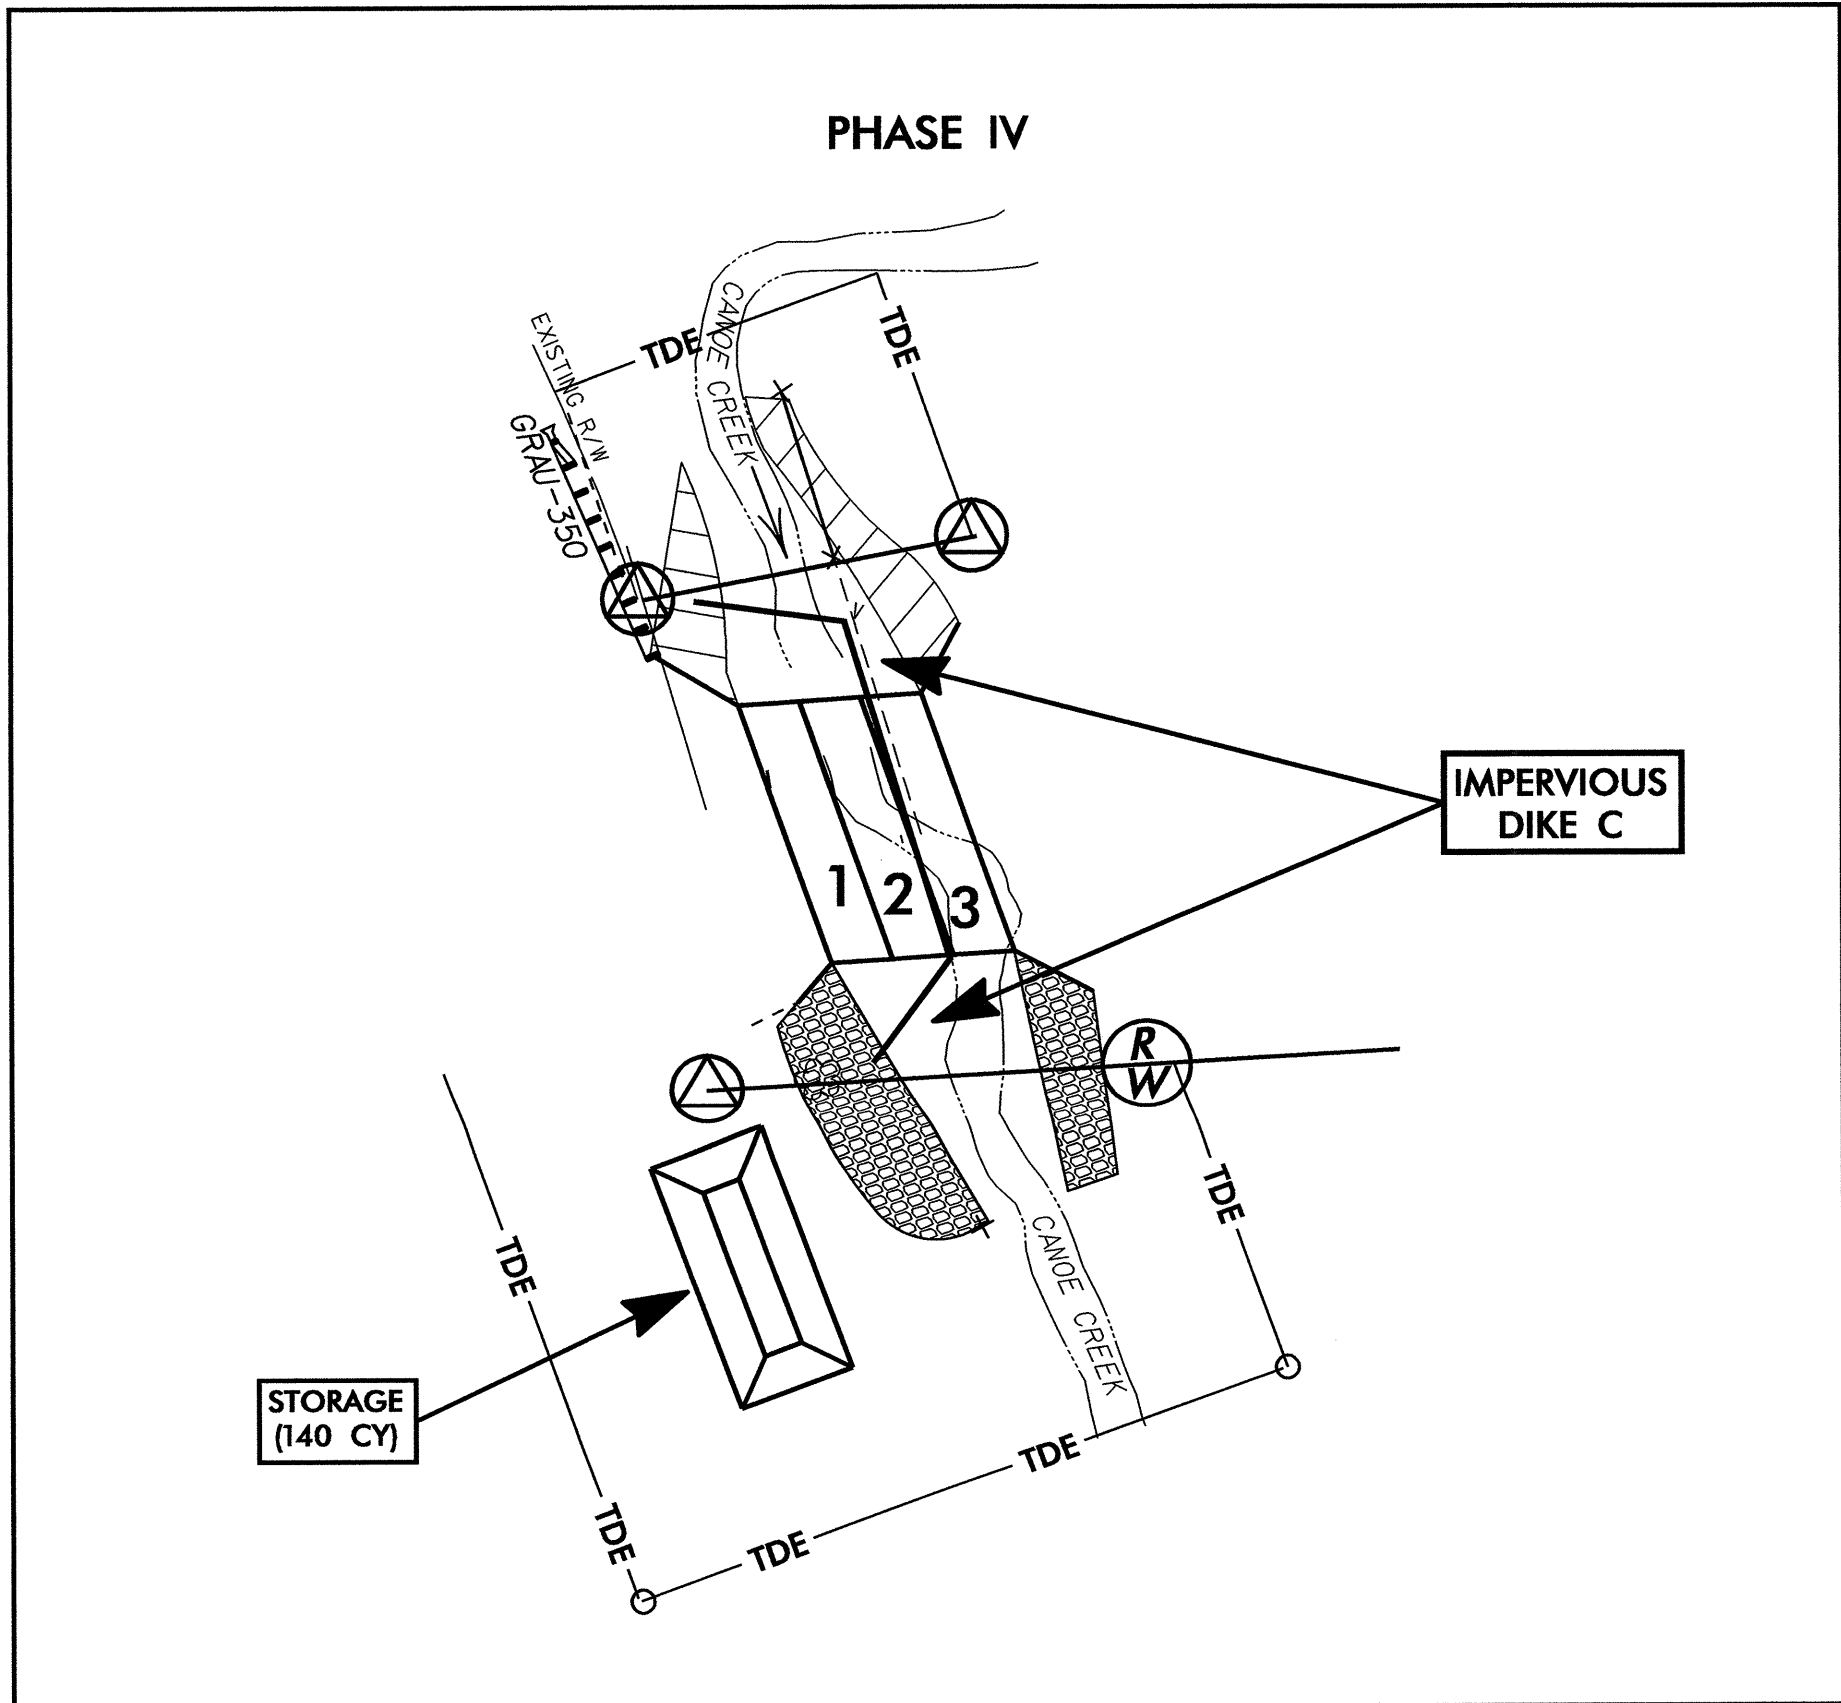 PHASE IV
CANOE CREEK
TDE
TDE
EXISTING R/W
GRAU-350
IMPERVIOUS
DIKE C
1
2
3
R
W
TDE
TDE
CANOE CREEK
STORAGE
(140 CY)
TDE
TDE
TDE